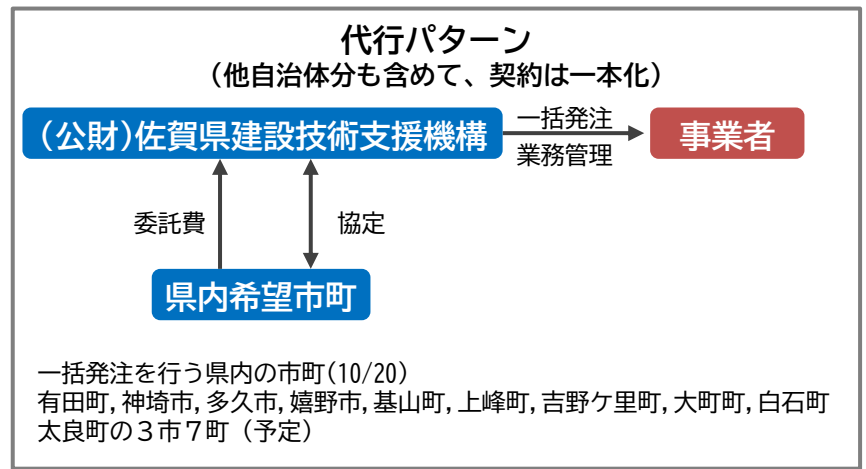 代行パターン
（他自治体分も含めて、契約は一本化）
（公財）佐賀県建設技術支援機構
一括発注
業務管理
事業者
委託費
協定
県内希望市町
一括発注を行う県内の市町(10/20)
有田町,神埼市,多久市,嬉野市,基山町,上峰町,吉野ケ里町,大町町,白石町
太良町の３市７町（予定）